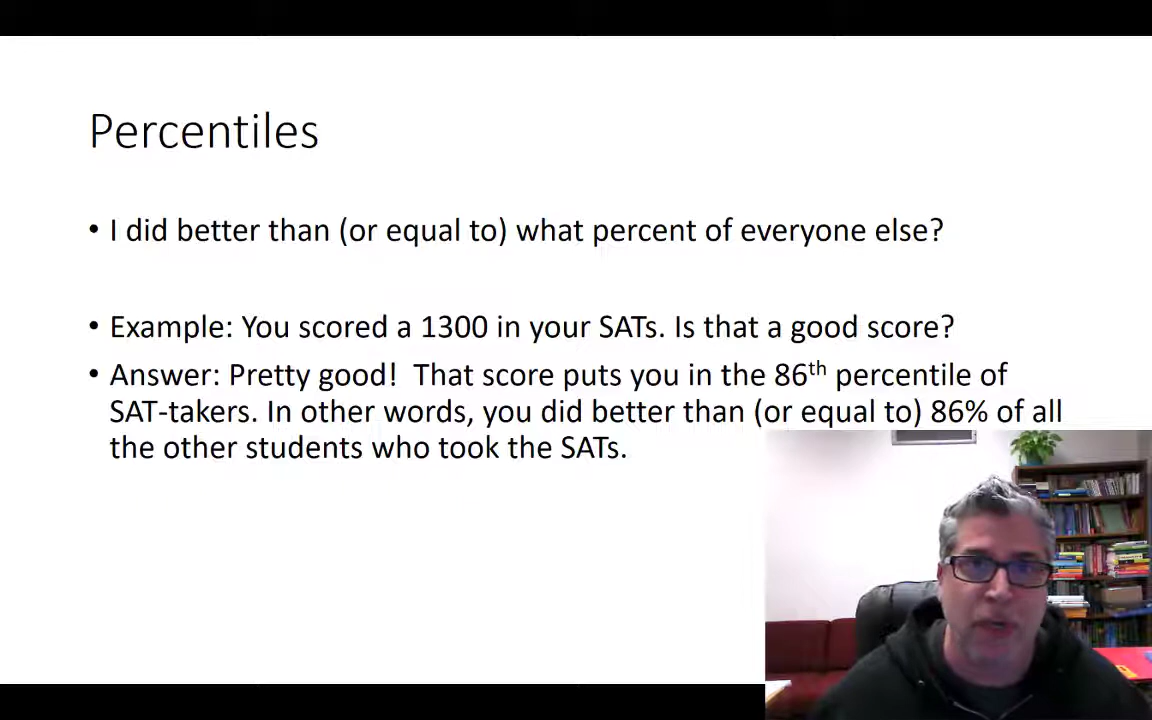 Percentiles
• I did better than (or equal to) what percent of everyone else?
• Example: You scored a 1300 in your SATs. Is that a good score?
• Answer: Pretty good!  That score puts you in the 86th percentile of
SAT-takers. In other words, you did better than (or equal to) 86% of all
the other students who took the SATs.